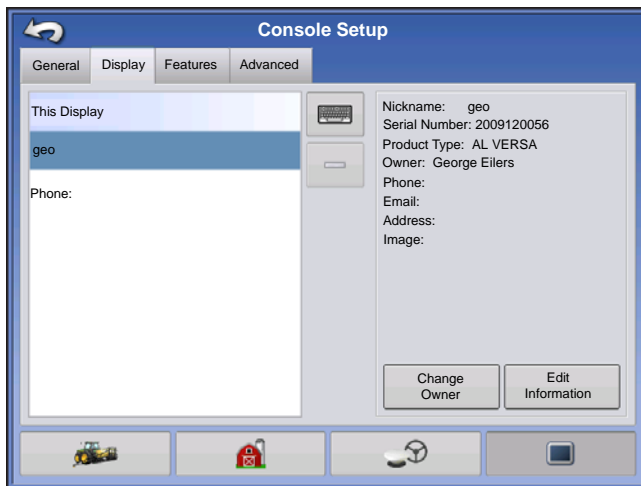 Console Setup
General
Display
Features
Advanced
This Display
geo
Phone:
Nickname: geo
Serial Number: 2009120056
Product Type: AL VERSA
Owner: George Eilers
Phone:
Email:
Address:
Image:
Change
Owner
Edit
Information